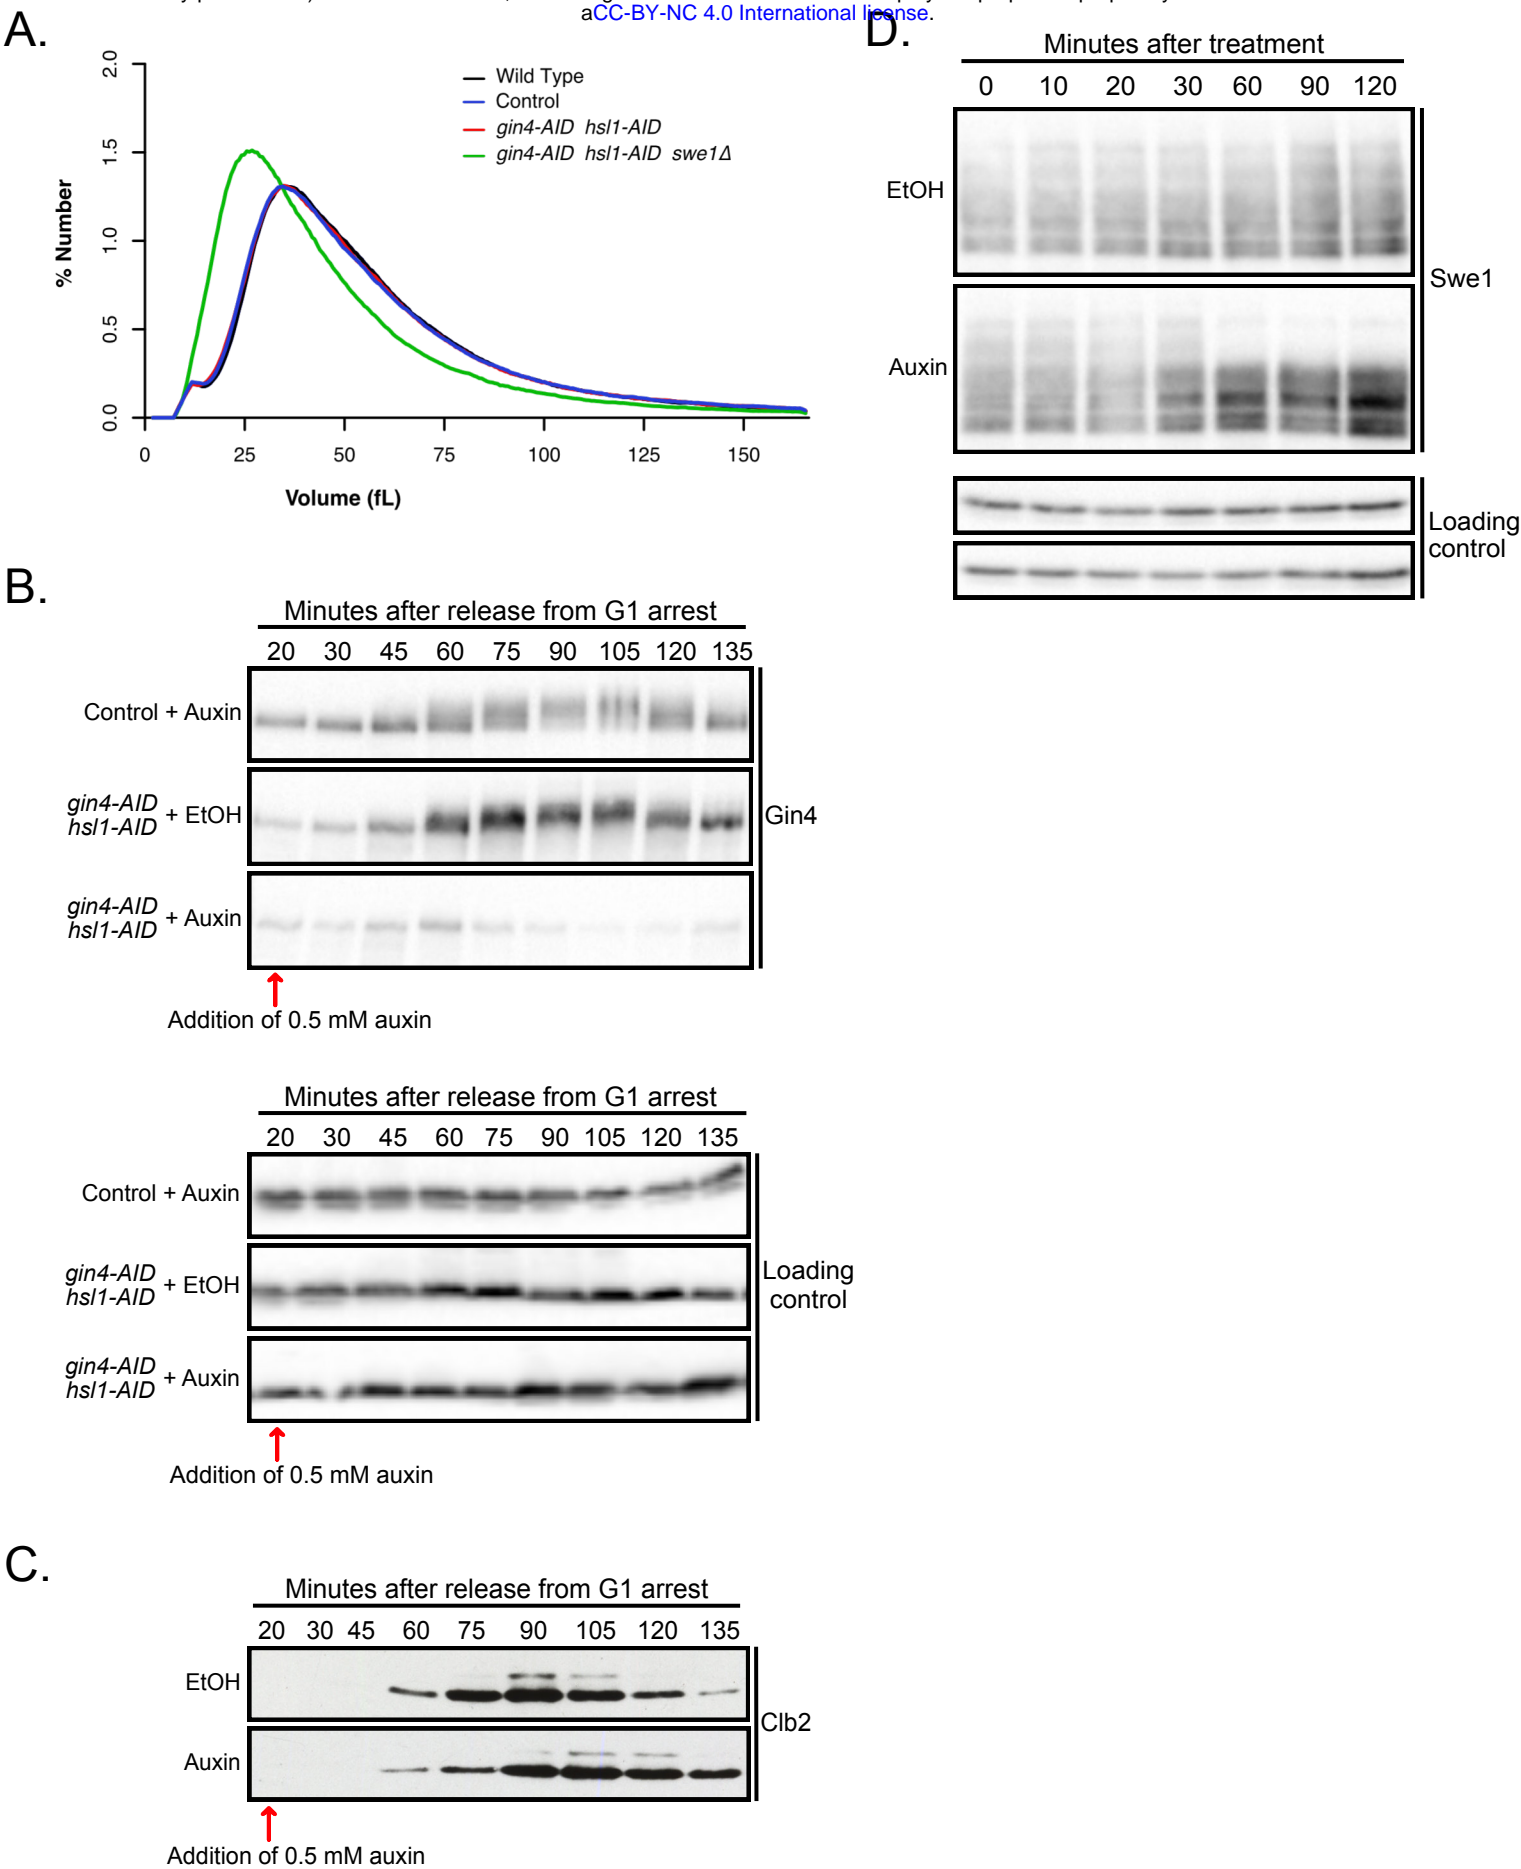 aCC-BY-NC 4.0 International license.
A.
2.0
1.5
1.0
0.5
0.0
% Number
Wild Type
Control
gin4-AID hsl1-AID
gin4-AID hsl1-AID swe1Δ
0 25 50 75 100 125 150
Volume (fL)
B.
Minutes after release from G1 arrest
20 30 45 60 75 90 105 120 135
Control + Auxin
gin4-AID
hsl1-AID + EtOH
gin4-AID
hsl1-AID + Auxin
Gin4
Addition of 0.5 mM auxin
Minutes after release from G1 arrest
20 30 45 60 75 90 105 120 135
Control + Auxin
gin4-AID
hsl1-AID + EtOH
gin4-AID
hsl1-AID + Auxin
Loading
control
Addition of 0.5 mM auxin
C.
Minutes after release from G1 arrest
20 30 45 60 75 90 105 120 135
EtOH
Auxin
Clb2
Addition of 0.5 mM auxin
D.
Minutes after treatment
0 10 20 30 60 90 120
EtOH
Auxin
Swe1
Loading
control